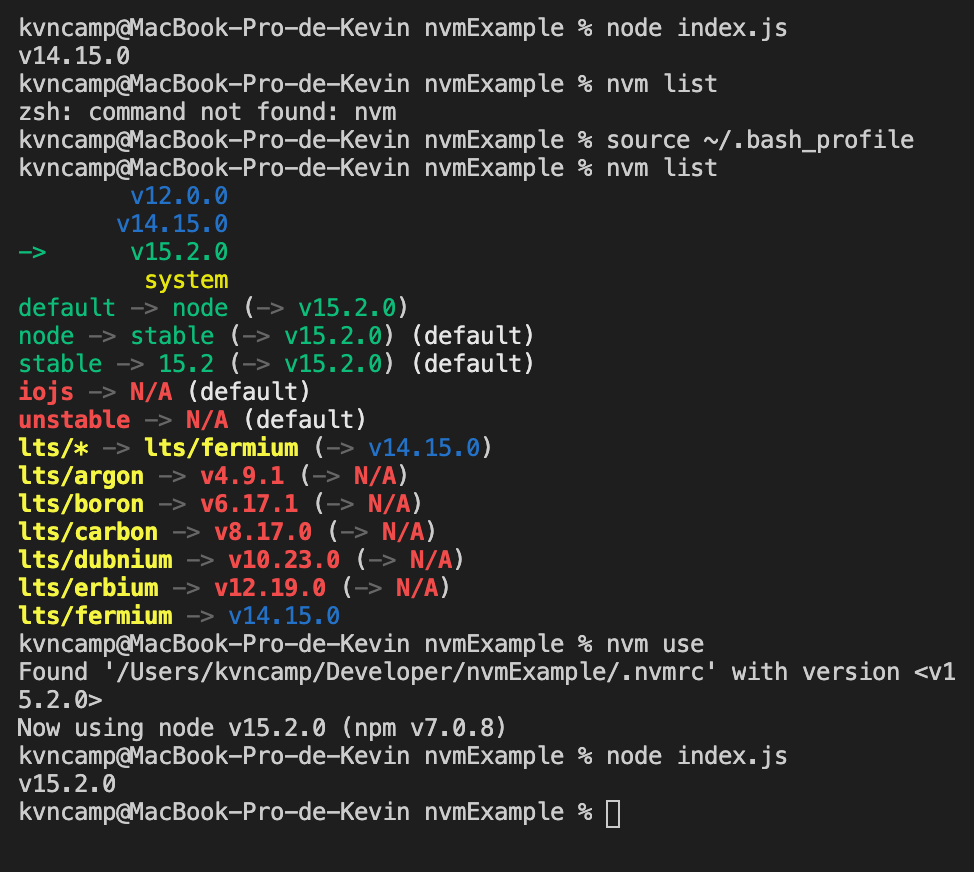 kvncamp@MacBook-Pro-de-Kevin nvmExample % node index.js
v14.15.0
kvncamp@MacBook-Pro-de-Kevin nvmExample % nvm list
zsh: command not found: nvm
kvncamp@MacBook-Pro-de-Kevin nvmExample % source ~/.bash_profile
kvncamp@MacBook-Pro-de-Kevin nvmExample % nvm list
        v12.0.0
       v14.15.0
->      v15.2.0
         system
default -> node (-> v15.2.0)
node -> stable (-> v15.2.0) (default)
stable -> 15.2 (-> v15.2.0) (default)
iojs -> N/A (default)
unstable -> N/A (default)
lts/* -> lts/fermium (-> v14.15.0)
lts/argon -> v4.9.1 (-> N/A)
lts/boron -> v6.17.1 (-> N/A)
lts/carbon -> v8.17.0 (-> N/A)
lts/dubnium -> v10.23.0 (-> N/A)
lts/erbium -> v12.19.0 (-> N/A)
lts/fermium -> v14.15.0
kvncamp@MacBook-Pro-de-Kevin nvmExample % nvm use
Found '/Users/kvncamp/Developer/nvmExample/.nvmrc' with version <v1
5.2.0>
Now using node v15.2.0 (npm v7.0.8)
kvncamp@MacBook-Pro-de-Kevin nvmExample % node index.js
v15.2.0
kvncamp@MacBook-Pro-de-Kevin nvmExample %